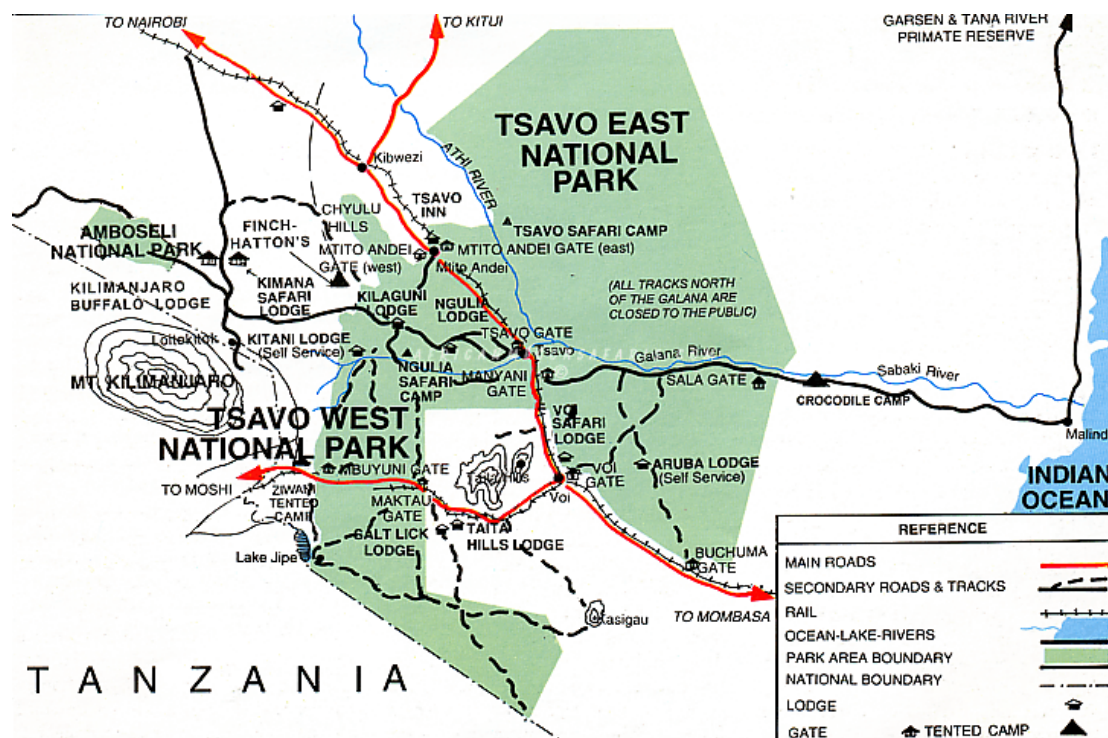 TO NAIROBI
TO KITUI
GARSEN & TANA RIVER
PRIMATE RESERVE
TSAVO EAST
NATIONAL
PARK
ATHI RIVER
Kibwezi
TSAVO
INN
CHYULU
HILLS
TSAVO SAFARI CAMP
AMBOSELI
NATIONAL PARK
FINCH-
HATTON'S
MTITO ANDEI
GATE (west)
MTITO ANDEI GATE (east)
Mtito Andei
KILIMANJARO
BUFFALO LODGE
KIMANA
SAFARI
LODGE
KILAGUNI
LODGE
NGULIA
LODGE
(ALL TRACKS NORTH
OF THE GALANA ARE
CLOSED TO THE PUBLIC)
TSAVO GATE
Tsavo
Loitekitok
KITANI LODGE
(Self Service)
Galana River
Sabaki River
MT. KILIMANJARO
NGULIA
SAFARI
CAMP
MANYANI
GATE
SALA GATE
CROCODILE CAMP
TSAVO WEST
NATIONAL PARK
VOI
SAFARI
LODGE
Malind
MBUYUNI GATE
Taita Hills
VOI
GATE
ARUBA LODGE
(Self Service)
INDIAN
OCEAN
TO MOSHI
ZIWANI
TENTED
CAMP
MAKTAU
GATE
Voi
SALT LICK
LODGE
TAITA
HILLS LODGE
Lake Jipe
BUCHUMA
GATE
Kasigau
TO MOMBASA
TANZANIA
REFERENCE
MAIN ROADS
SECONDARY ROADS & TRACKS
RAIL
OCEAN-LAKE-RIVERS
PARK AREA BOUNDARY
NATIONAL BOUNDARY
LODGE
GATE
TENTED CAMP